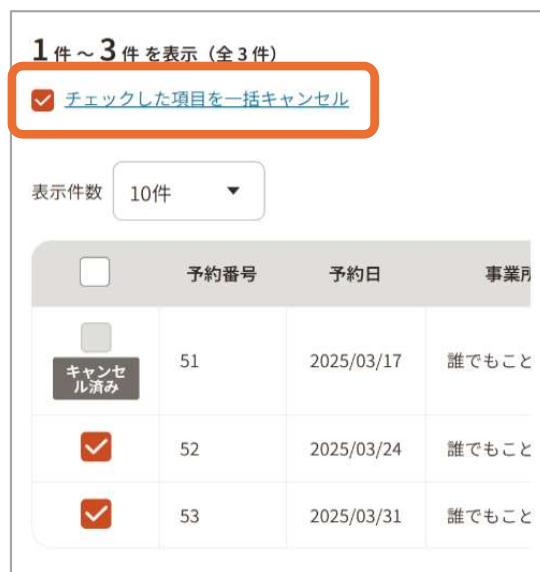 1 件 ~ 3 件 を表示（全 3 件）
チェックした項目を一括キャンセル
表示件数 10件
予約番号 予約日 事業所
51 2025/03/17 誰でもこと
キャンセ
ル済み
52 2025/03/24 誰でもこと
53 2025/03/31 誰でもこと